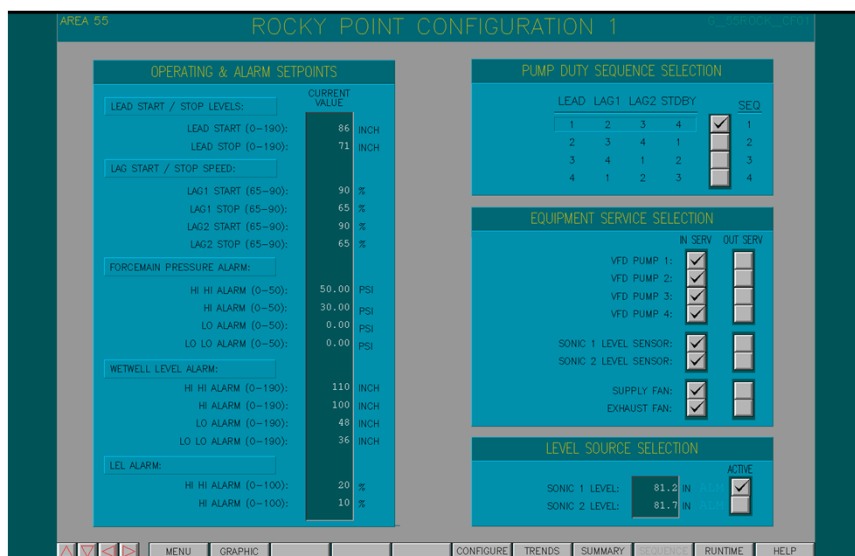 AREA 55 ROCKY POINT CONFIGURATION 1 G_55ROCK_CF01
OPERATING & ALARM SETPOINTS
CURRENT
VALUE
LEAD START / STOP LEVELS:
LEAD START (0-190): 86 INCH
LEAD STOP (0-190): 71 INCH
LAG START / STOP SPEED:
LAG1 START (65-90): 90 %
LAG1 STOP (65-90): 65 %
LAG2 START (65-90): 90 %
LAG2 STOP (65-90): 65 %
FORCEMAIN PRESSURE ALARM:
HI HI ALARM (0-50): 50.00 PSI
HI ALARM (0-50): 30.00 PSI
LO ALARM (0-50): 0.00 PSI
LO LO ALARM (0-50): 0.00 PSI
WETWELL LEVEL ALARM:
HI HI ALARM (0-190): 110 INCH
HI ALARM (0-190): 100 INCH
LO ALARM (0-190): 48 INCH
LO LO ALARM (0-190): 36 INCH
LEL ALARM:
HI HI ALARM (0-100): 20 %
HI ALARM (0-100): 10 %
PUMP DUTY SEQUENCE SELECTION
LEAD LAG1 LAG2 STDBY SEQ
1 2 3 4 1
2 3 4 1 2
3 4 1 2 3
4 1 2 3 4
EQUIPMENT SERVICE SELECTION
IN SERV OUT SERV
VFD PUMP 1:
VFD PUMP 2:
VFD PUMP 3:
VFD PUMP 4:
SONIC 1 LEVEL SENSOR:
SONIC 2 LEVEL SENSOR:
SUPPLY FAN:
EXHAUST FAN:
LEVEL SOURCE SELECTION
ACTIVE
SONIC 1 LEVEL: 81.2 IN ALM
SONIC 2 LEVEL: 81.7 IN ALM
MENU GRAPHIC CONFIGURE TRENDS SUMMARY SEQUENCE RUNTIME HELP